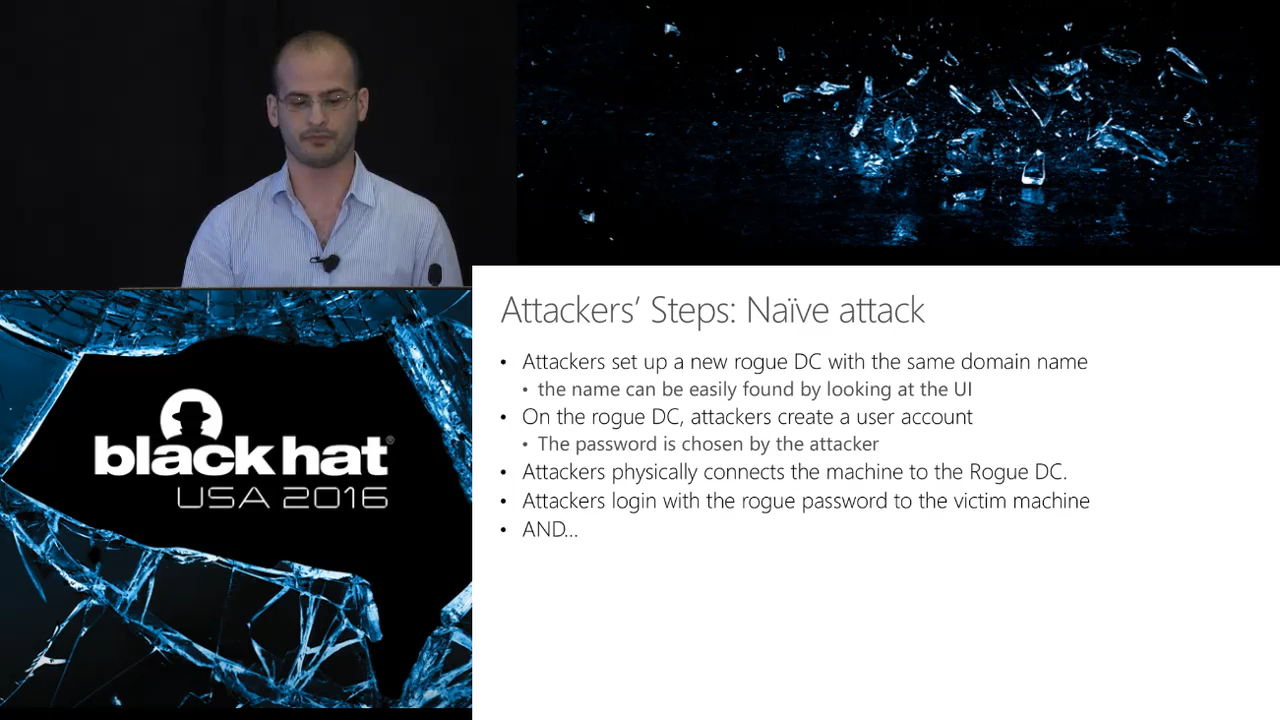 Attackers’ Steps: Naïve attack
• Attackers set up a new rogue DC with the same domain name
• the name can be easily found by looking at the UI
• On the rogue DC, attackers create a user account
• The password is chosen by the attacker
• Attackers physically connects the machine to the Rogue DC.
• Attackers login with the rogue password to the victim machine
• AND...
black hat®
USA 2016